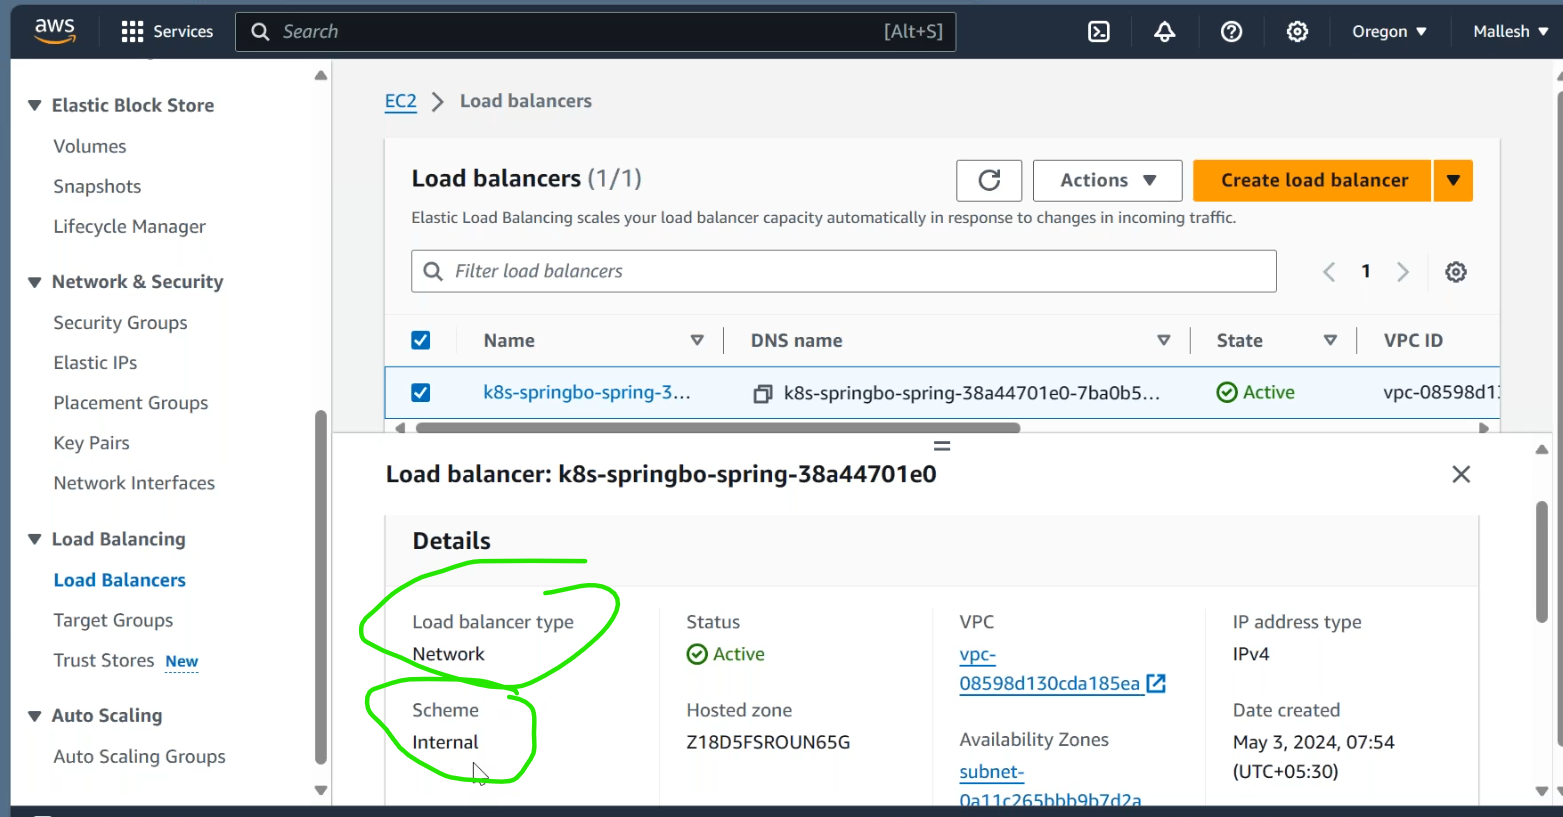 aws
Services
Search
[Alt+S]
Oregon
Mallesh
Elastic Block Store
Volumes
Snapshots
Lifecycle Manager
Network & Security
Security Groups
Elastic IPs
Placement Groups
Key Pairs
Network Interfaces
Load Balancing
Load Balancers
Target Groups
Trust Stores New
Auto Scaling
Auto Scaling Groups
EC2 > Load balancers
Load balancers (1/1)
Actions
Create load balancer
Elastic Load Balancing scales your load balancer capacity automatically in response to changes in incoming traffic.
Filter load balancers
1
Name
DNS name
State
VPC ID
k8s-springbo-spring-3...
k8s-springbo-spring-38a44701e0-7ba0b5...
Active
vpc-08598d1
Load balancer: k8s-springbo-spring-38a44701e0
Details
Load balancer type
Network
Status
Active
VPC
vpc-
08598d130cda185ea
IP address type
IPv4
Scheme
Internal
Hosted zone
Z18D5FSROUN65G
Availability Zones
subnet-
0a11c265bbb9b7d2a
Date created
May 3, 2024, 07:54
(UTC+05:30)